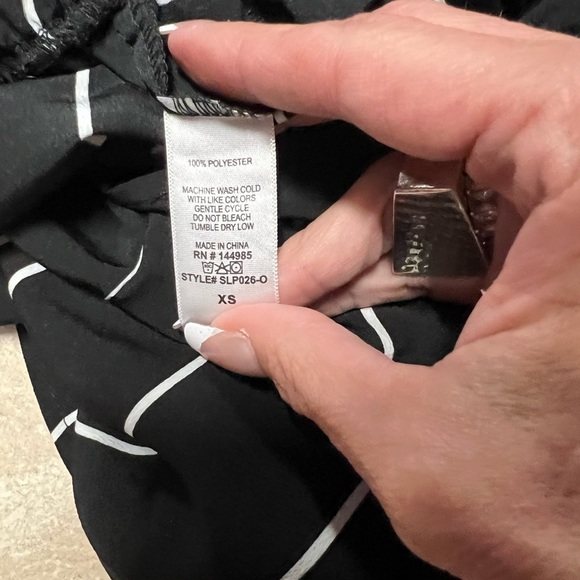 100% POLYESTER
MACHINE WASH COLD
WITH LIKE COLORS
GENTLE CYCLE
DO NOT BLEACH
TUMBLE DRY LOW
MADE IN CHINA
RN # 144985
STYLE# SLP026-O
XS